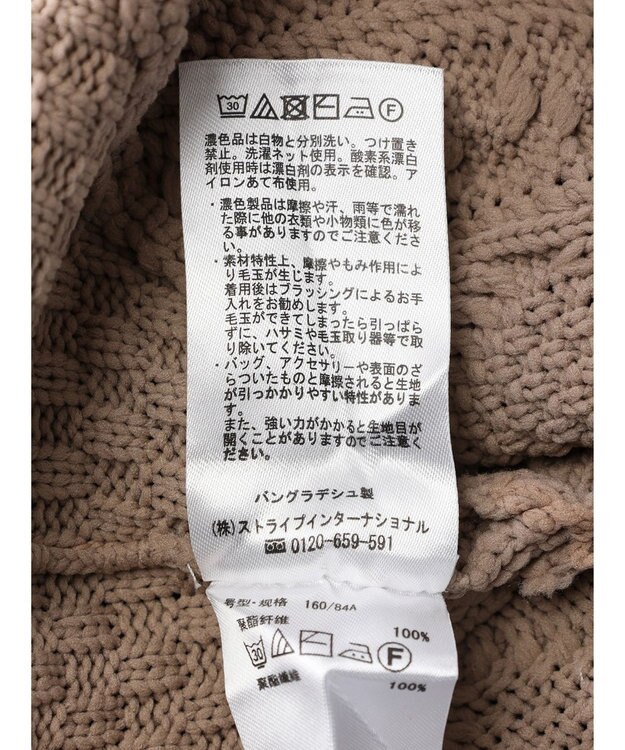 30 F
濃色品は白物と分別洗い。つけ置き
禁止。洗濯ネット使用。酸素系漂白
剤使用時は漂白剤の表示を確認。ア
イロンあて布使用。
・濃色製品は摩擦や汗、雨等で濡れ
た際に他の衣類や小物類に色が移
る事がありますのでご注意くださ
い。
・素材特性上、摩擦やもみ作用によ
り毛玉が生じます。
着用後はブラッシングによるお手
入れをお勧めします。
毛玉ができてしまったら引っぱら
ずに、ハサミや毛玉取り器等で取
り除いてください。
・バッグ、アクセサリーや表面のざ
らついたものと摩擦されると生地
が引っかかりやすい特性がありま
す。
また、強い力がかかると生地目が
開くことがありますのでご注意く
ださい。
バングラデシュ製
(株)ストライプインターナショナル
0120-659-591
号型·规格 160/84A
聚酯纤维 100%
30 F
聚酯纖維 100%